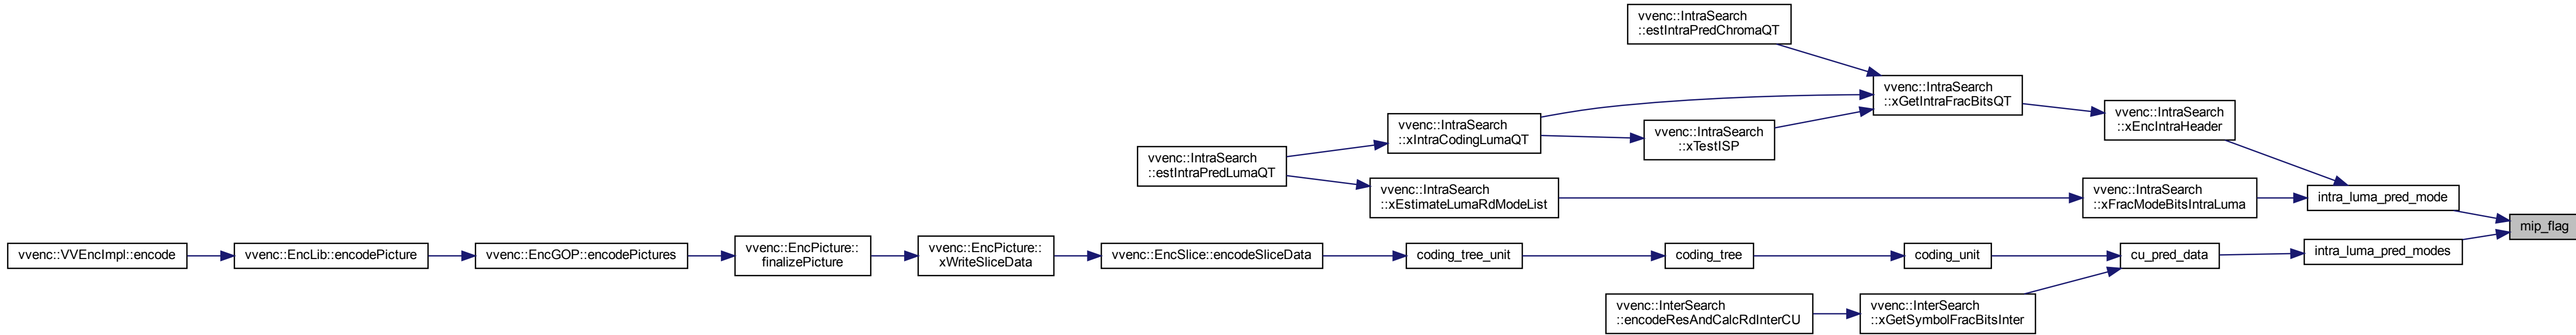 vvenc::IntraSearch
::estIntraPredChromaQT
vvenc::IntraSearch
::xGetIntraFracBitsQT
vvenc::IntraSearch
::xEncIntraHeader
vvenc::IntraSearch
::xIntraCodingLumaQT
vvenc::IntraSearch
::xTestISP
vvenc::IntraSearch
::estIntraPredLumaQT
vvenc::IntraSearch
::xEstimateLumaRdModeList
vvenc::IntraSearch
::xFracModeBitsIntraLuma
intra_luma_pred_mode
mip_flag
vvenc::VVEncImpl::encode
vvenc::EncLib::encodePicture
vvenc::EncGOP::encodePictures
vvenc::EncPicture::
finalizePicture
vvenc::EncPicture::
xWriteSliceData
vvenc::EncSlice::encodeSliceData
coding_tree_unit
coding_tree
coding_unit
cu_pred_data
intra_luma_pred_modes
vvenc::InterSearch
::encodeResAndCalcRdInterCU
vvenc::InterSearch
::xGetSymbolFracBitsInter